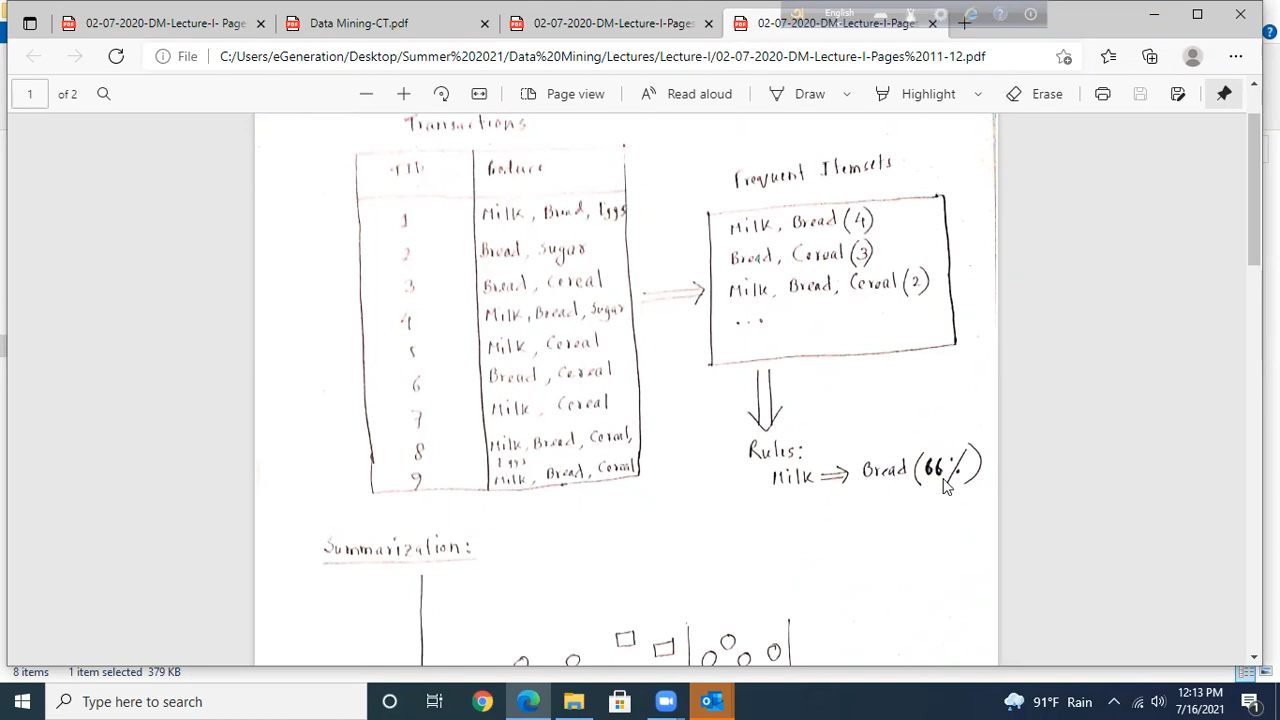 02-07-2020-DM-Lecture-I-Page
Data Mining-CT.pdf
02-07-2020-DM-Lecture-I-Pages
02-07-2020-DM-Lecture-I-Pages
English
File
C:/Users/eGeneration/Desktop/Summer%202021/Data%20Mining/Lectures/Lecture-I/02-07-2020-DM-Lecture-I-Pages%2011-12.pdf
1 of 2
Page view
Read aloud
Draw
Highlight
Erase
Transactions
TID Produce
1 Milk, Bread, Eggs
2 Bread, Sugar
3 Bread, Cereal
4 Milk, Bread, Sugar
5 Milk, Cereal
6 Bread, Cereal
7 Milk, Cereal
8 Milk, Bread, Cereal,
Eggs
9 Milk, Bread, Cereal
Frequent Itemsets
Milk, Bread (4)
Bread, Cereal (3)
Milk, Bread, Cereal (2)
...
Rules:
Milk ⇒ Bread (66%)
Summarization:
8 items 1 item selected 379 KB
Type here to search
91°F Rain
12:13 PM
7/16/2021
1